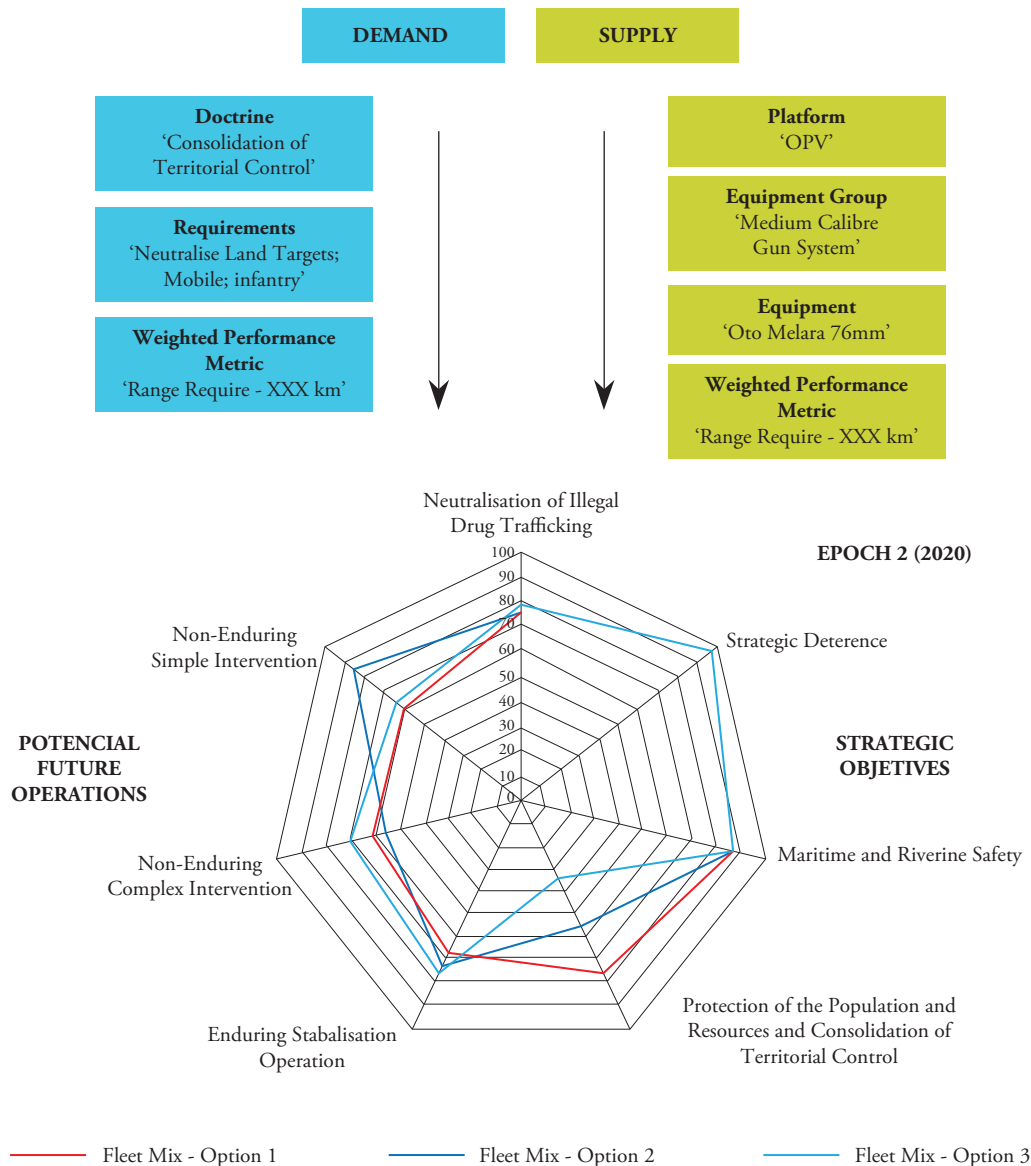 DEMAND
SUPPLY
Doctrine
‘Consolidation of
Territorial Control’
Requirements
‘Neutralise Land Targets;
Mobile; infantry’
Weighted Performance
Metric
‘Range Require - XXX km’
Platform
‘OPV’
Equipment Group
‘Medium Calibre
Gun System’
Equipment
‘Oto Melara 76mm’
Weighted Performance
Metric
‘Range Require - XXX km’
Neutralisation of Illegal
Drug Trafficking
EPOCH 2 (2020)
100
90
80
70
60
50
40
30
20
10
0
Non-Enduring
Simple Intervention
Strategic Deterence
POTENCIAL
FUTURE
OPERATIONS
STRATEGIC
OBJETIVES
Non-Enduring
Complex Intervention
Maritime and Riverine Safety
Enduring Stabalisation
Operation
Protection of the Population and
Resources and Consolidation of
Territorial Control
Fleet Mix - Option 1
Fleet Mix - Option 2
Fleet Mix - Option 3